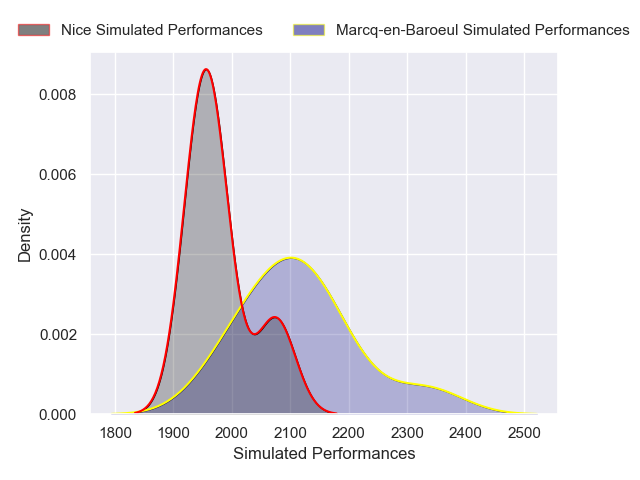 Nice Simulated Performances
Marcq-en-Baroeul Simulated Performances
0.008
0.006
0.004
0.002
0.000
Density
1800 1900 2000 2100 2200 2300 2400 2500
Simulated Performances